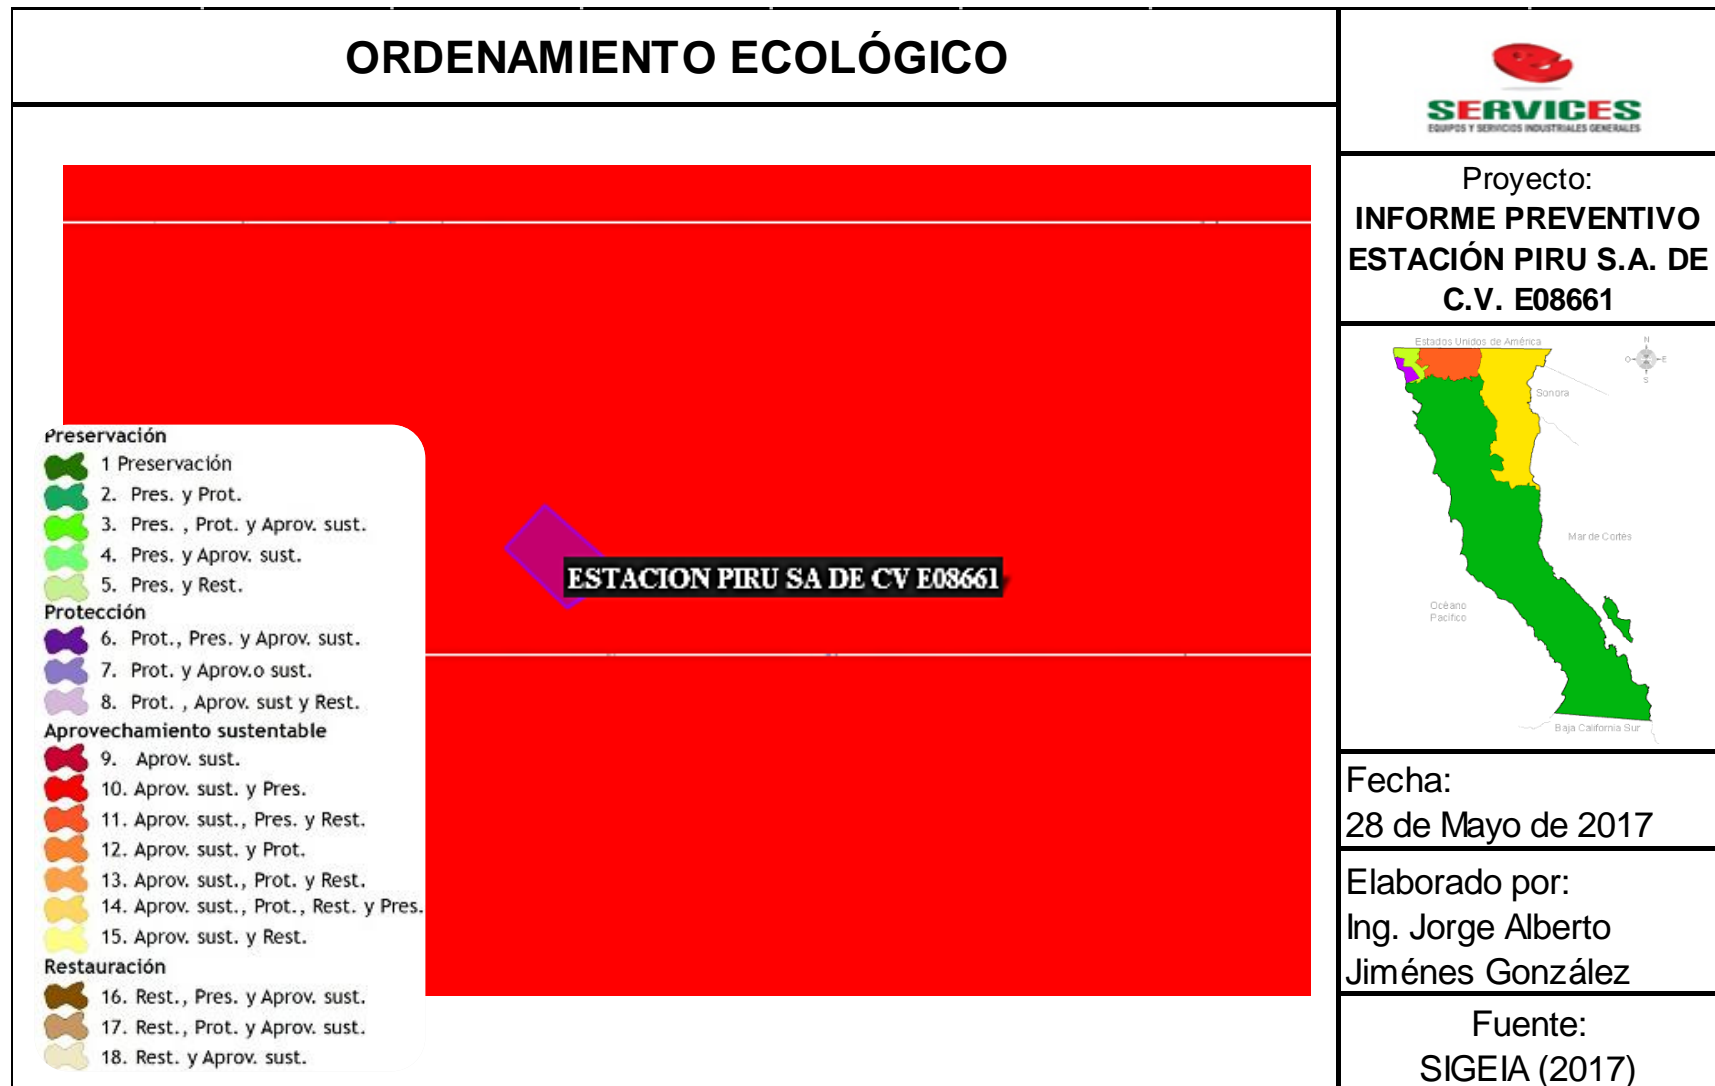 ORDENAMIENTO ECOLÓGICO
SERVICES
EQUIPOS Y SERVICIOS INDUSTRIALES GENERALES
Proyecto:
INFORME PREVENTIVO
ESTACIÓN PIRU S.A. DE
C.V. E08661
Estados Unidos de América
N
O
E
S
Sonora
Mar de Cortés
Océano
Pacífico
Baja California Sur
Preservación
1 Preservación
2. Pres. y Prot.
3. Pres. , Prot. y Aprov. sust.
4. Pres. y Aprov. sust.
5. Pres. y Rest.
Protección
6. Prot., Pres. y Aprov. sust.
7. Prot. y Aprov.o sust.
8. Prot. , Aprov. sust y Rest.
Aprovechamiento sustentable
9. Aprov. sust.
10. Aprov. sust. y Pres.
11. Aprov. sust., Pres. y Rest.
12. Aprov. sust. y Prot.
13. Aprov. sust., Prot. y Rest.
14. Aprov. sust., Prot., Rest. y Pres.
15. Aprov. sust. y Rest.
Restauración
16. Rest., Pres. y Aprov. sust.
17. Rest., Prot. y Aprov. sust.
18. Rest. y Aprov. sust.
ESTACION PIRU SA DE CV E08661
Fecha:
28 de Mayo de 2017
Elaborado por:
Ing. Jorge Alberto
Jiménes González
Fuente:
SIGEIA (2017)